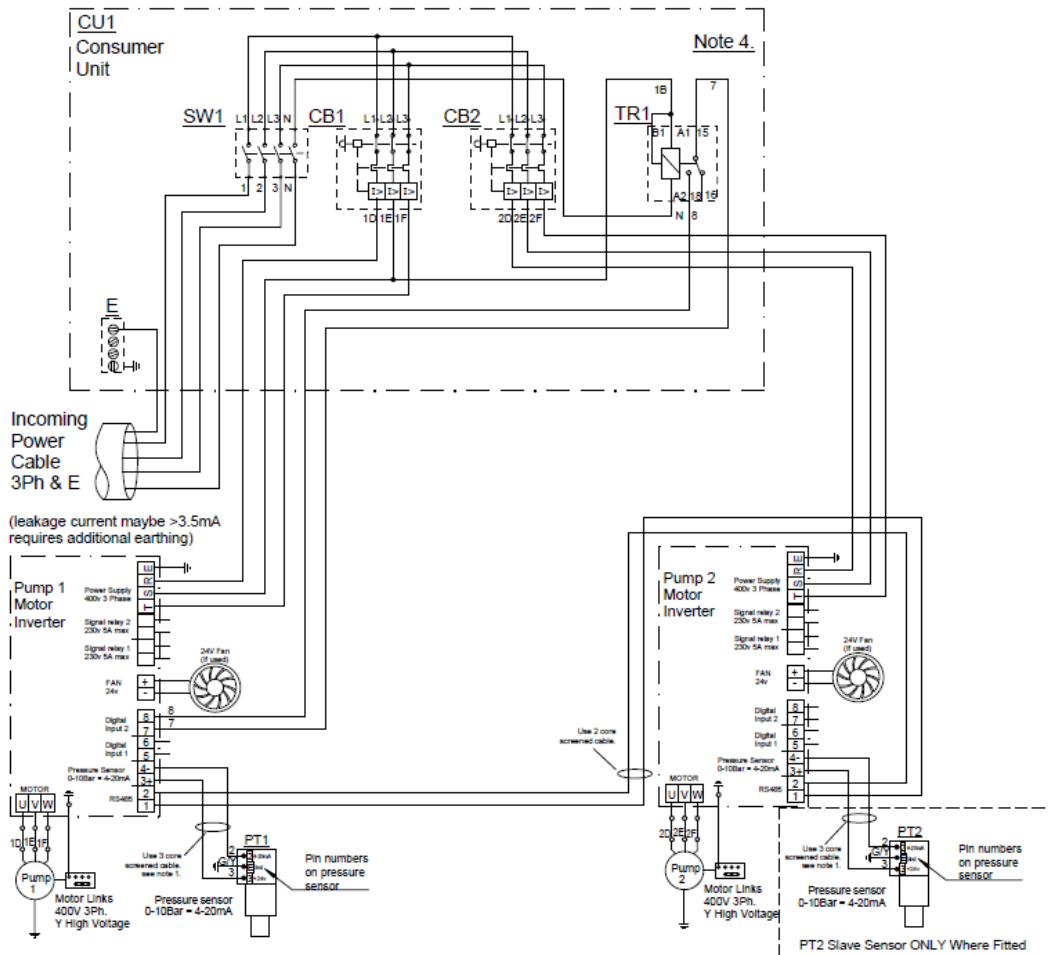 CU1
Consumer
Unit
Note 4.
SW1
L1 L2 L3 N
1 2 3 N
CB1
L1 L2 L3
I> I> I>
1D 1E 1F
CB2
L1 L2 L3
I> I> I>
2D 2E 2F
1B
7
TR1
B1 A1 15
A2 18 16
N 8
E
Incoming
Power
Cable
3Ph & E
(leakage current maybe >3.5mA
requires additional earthing)
Pump 1
Motor
Inverter
Power Supply
400v 3 Phase
E
R
S
T
Signal relay 2
230v 5A max
Signal relay 1
230v 5A max
24V Fan
(If used)
FAN
24v
+
-
Digital
Input 2
8
7
8
7
Digital
Input 1
6
5
Pressure Sensor
0-10Bar = 4-20mA
4-
3+
RS485
2
1
MOTOR
U V W
1D 1E 1F
Pump
1
Motor Links
400V 3Ph.
Y High Voltage
Use 3 core
screened cable.
see note 1.
PT1
2
G/Y
3
+24v
Pin numbers
on pressure
sensor
Pressure sensor
0-10Bar = 4-20mA
Use 2 core
screened cable.
Pump 2
Motor
Inverter
Power Supply
400v 3 Phase
E
R
S
T
Signal relay 2
230v 5A max
Signal relay 1
230v 5A max
24V Fan
(If used)
FAN
24v
+
-
Digital
Input 2
8
7
Digital
Input 1
6
5
Pressure Sensor
0-10Bar = 4-20mA
4-
3+
RS485
2
1
MOTOR
U V W
2D 2E 2F
Pump
2
Motor Links
400V 3Ph.
Y High Voltage
Use 3 core
screened cable.
see note 1.
PT2
2
G/Y
3
+24v
Pin numbers
on pressure
sensor
Pressure sensor
0-10Bar = 4-20mA
PT2 Slave Sensor ONLY Where Fitted